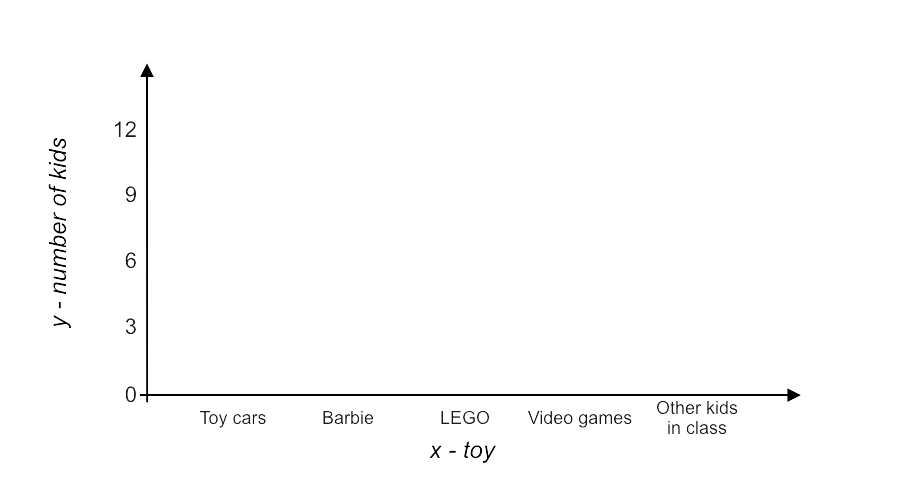 12
9
6
3
0
y - number of kids
Toy cars
Barbie
LEGO
Video games
Other kids
in class
x - toy